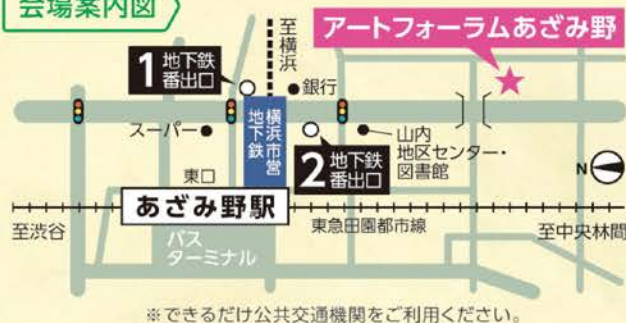 会場案内図
至横浜
アートフォーラムあざみ野
1 地下鉄
番出口
銀行
スーパー
横浜市営
地下鉄
山内
地区センター・
図書館
2 地下鉄
番出口
N
東口
あざみ野駅
東急田園都市線
至渋谷
至中央林間
バス
ターミナル
※できるだけ公共交通機関をご利用ください。